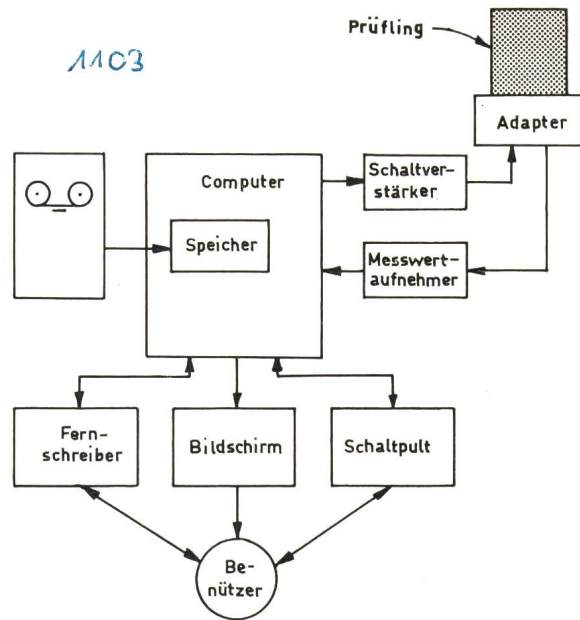 1103
Prüfling
Adapter
Computer
Schaltver-
stärker
Speicher
Messwert-
aufnehmer
Fern-
schreiber
Bildschirm
Schaltpult
Be-
nützer